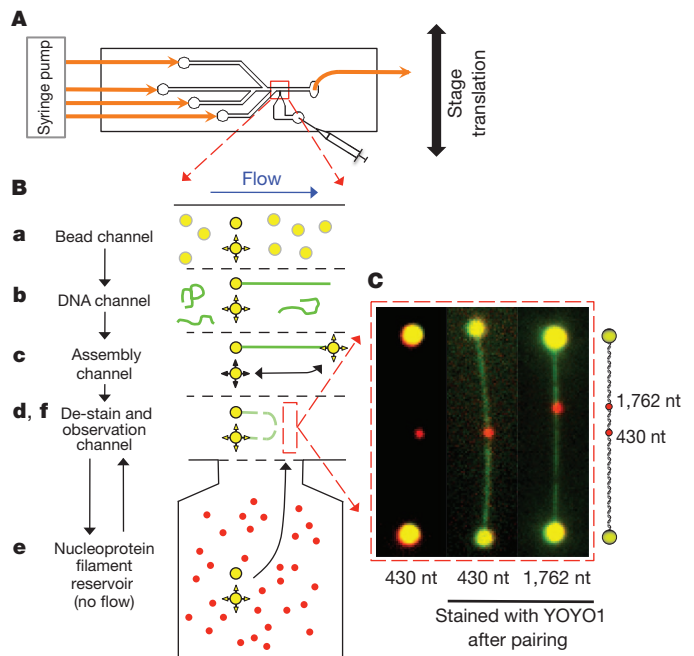 A
Syringe pump
Stage
translation
B
Flow
a
Bead channel
b
DNA channel
c
Assembly
channel
d, f
De-stain and
observation
channel
e
Nucleoprotein
filament
reservoir
(no flow)
C
1,762 nt
430 nt
430 nt 430 nt 1,762 nt
Stained with YOYO1
after pairing